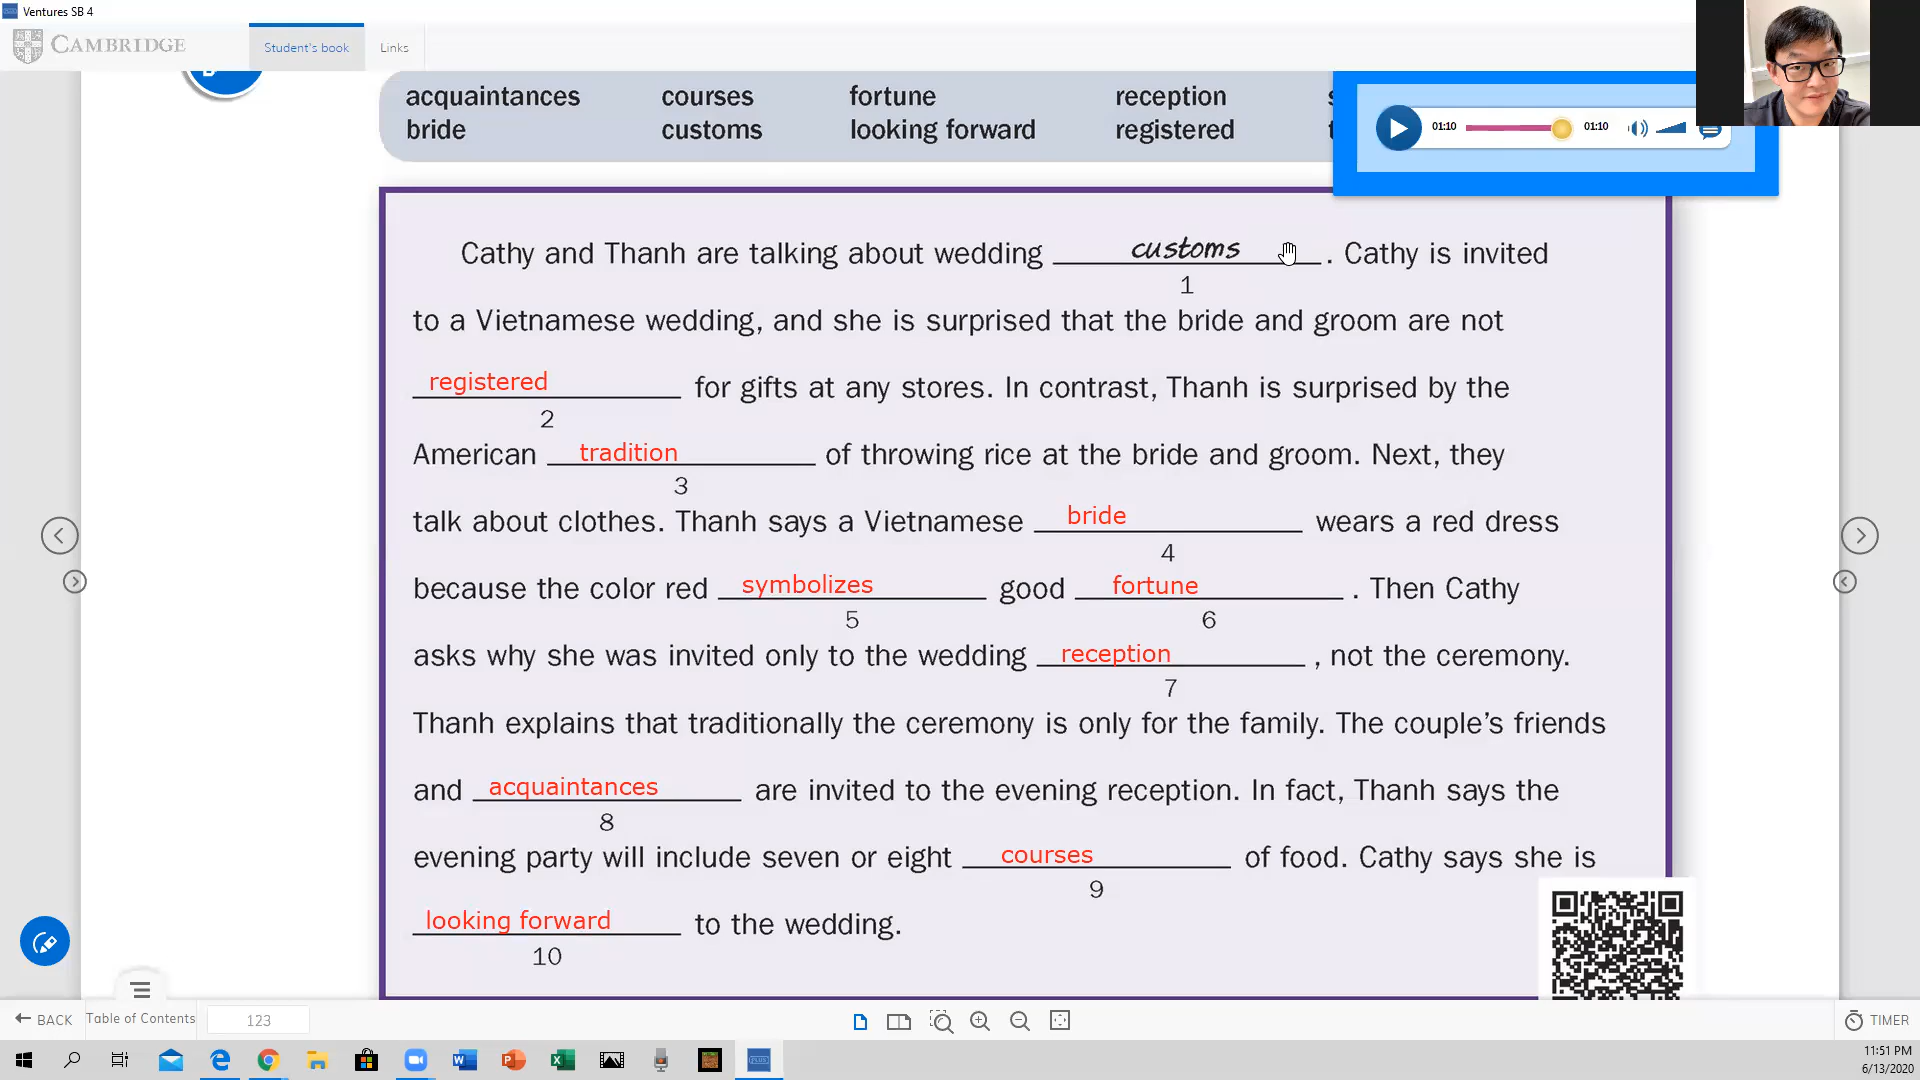 Ventures SB 4
CAMBRIDGE
Student's book
Links
acquaintances courses fortune reception
bride customs looking forward registered
01:10 01:10
Cathy and Thanh are talking about wedding customs . Cathy is invited
1
to a Vietnamese wedding, and she is surprised that the bride and groom are not
registered for gifts at any stores. In contrast, Thanh is surprised by the
2
American tradition of throwing rice at the bride and groom. Next, they
3
talk about clothes. Thanh says a Vietnamese bride wears a red dress
4
because the color red symbolizes good fortune . Then Cathy
5 6
asks why she was invited only to the wedding reception , not the ceremony.
7
Thanh explains that traditionally the ceremony is only for the family. The couple's friends
and acquaintances are invited to the evening reception. In fact, Thanh says the
8
evening party will include seven or eight courses of food. Cathy says she is
9
looking forward to the wedding.
10
BACK
Table of Contents
123
TIMER
11:51 PM
6/13/2020